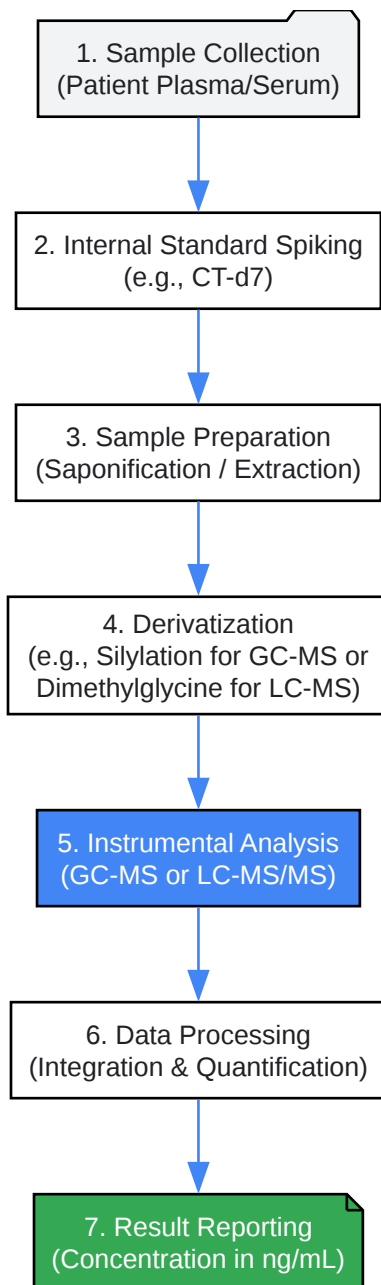 1. Sample Collection
(Patient Plasma/Serum)
2. Internal Standard Spiking
(e.g., CT-d7)
3. Sample Preparation
(Saponification / Extraction)
4. Derivatization
(e.g., Silylation for GC-MS or
Dimethylglycine for LC-MS)
5. Instrumental Analysis
(GC-MS or LC-MS/MS)
6. Data Processing
(Integration & Quantification)
7. Result Reporting
(Concentration in ng/mL)